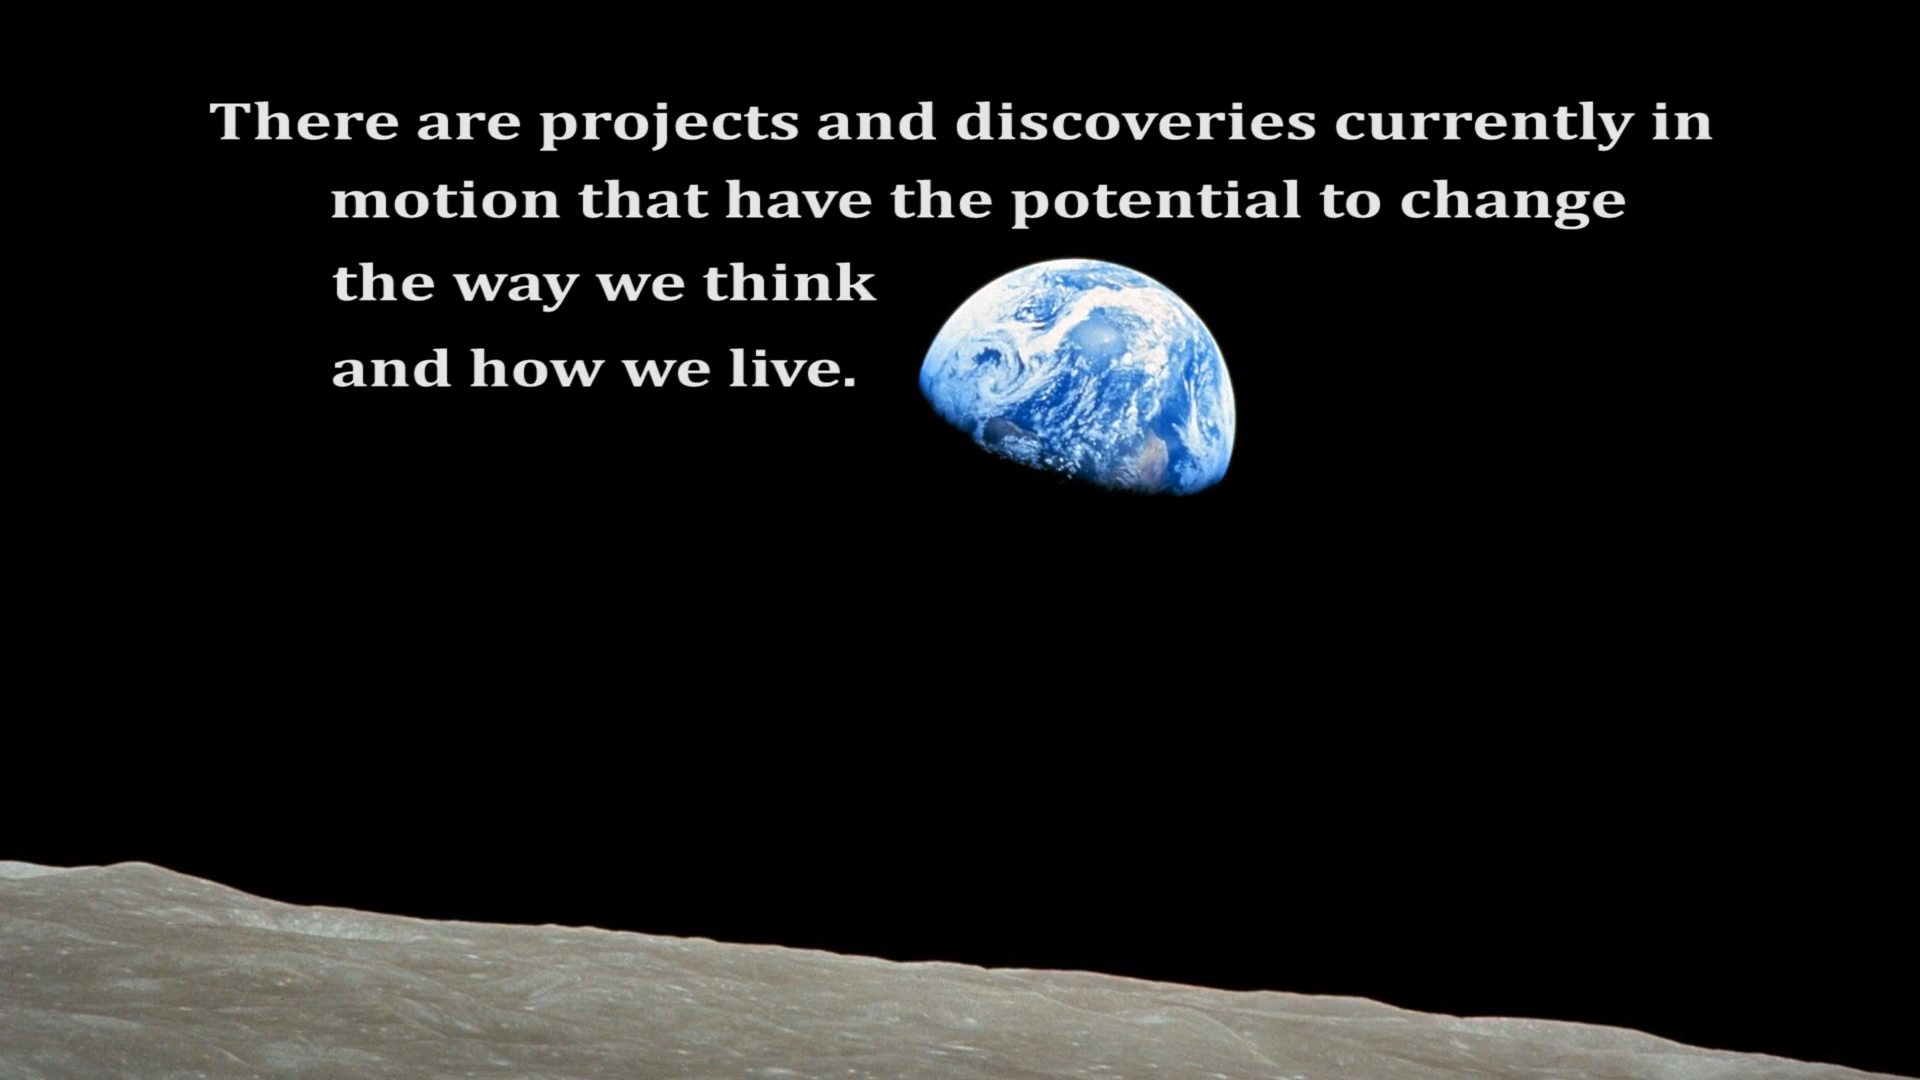 There are projects and discoveries currently in
motion that have the potential to change
the way we think
and how we live.